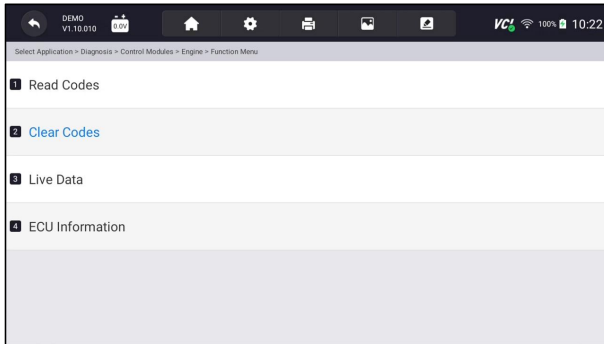 DEMO
V1.10.010
0.0V
VC!
100%
10:22
Select Application > Diagnosis > Control Modules > Engine > Function Menu
1 Read Codes
2 Clear Codes
3 Live Data
4 ECU Information